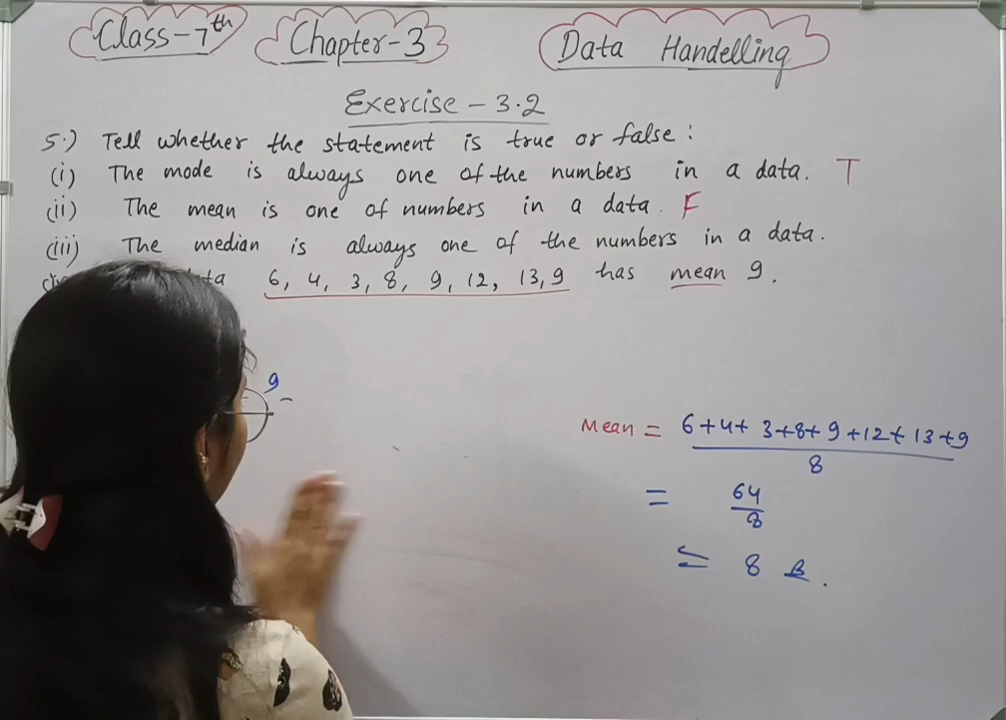 Class-7th Chapter-3 Data Handelling
Exercise - 3.2
5.) Tell whether the statement is true or false:
(i) The mode is always one of the numbers in a data. T
(ii) The mean is one of numbers in a data. F
(iii) The median is always one of the numbers in a data.
6, 4, 3, 8, 9, 12, 13, 9 has mean 9.
9
Mean = 6+4+ 3+8+ 9+12+ 13+9
8
= 64
8
= 8